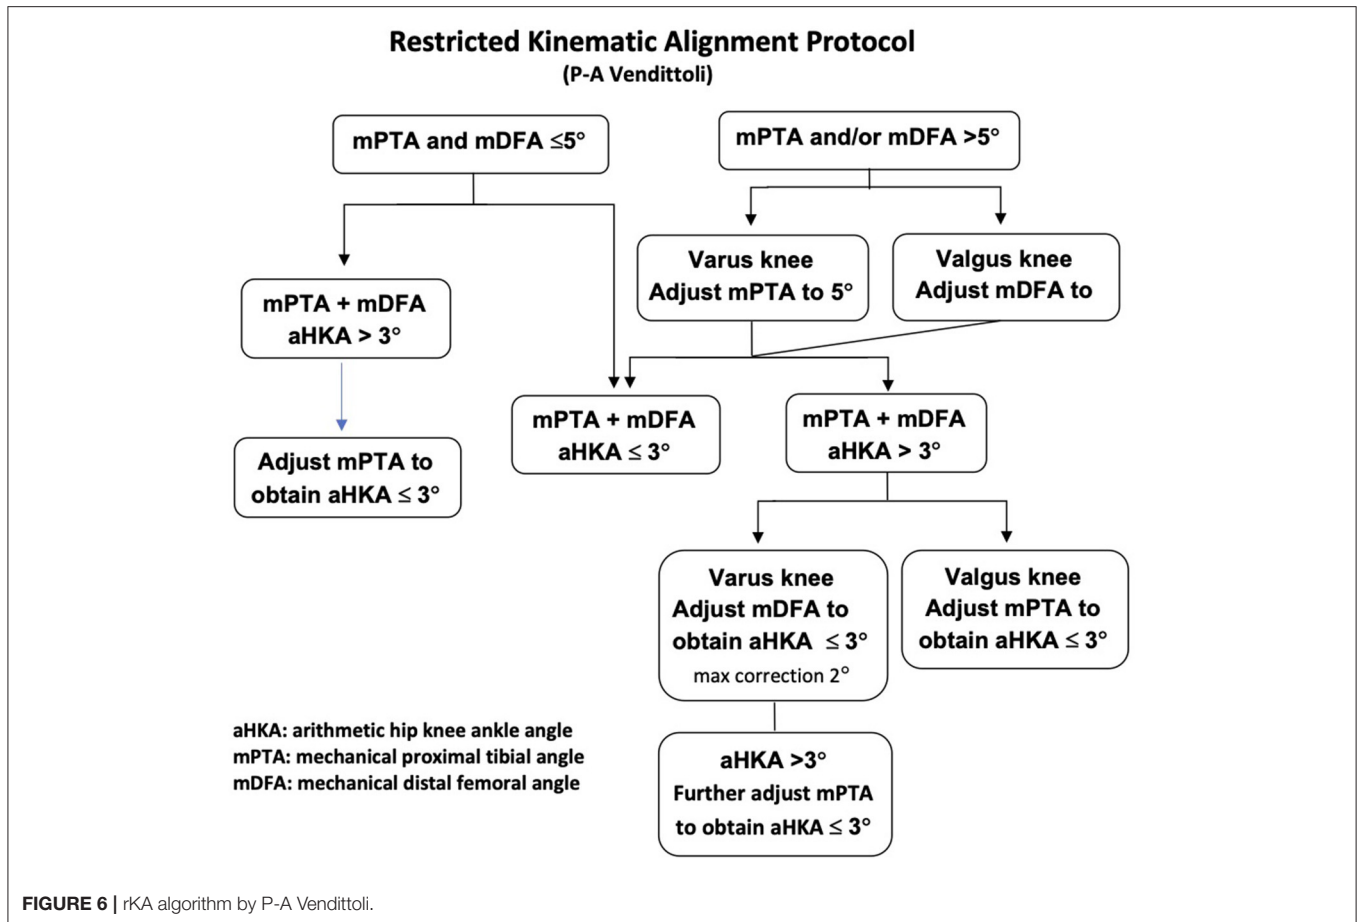 Restricted Kinematic Alignment Protocol
(P-A Vendittoli)
mPTA and mDFA ≤5°
mPTA and/or mDFA >5°
Varus knee
Adjust mPTA to 5°
Valgus knee
Adjust mDFA to
mPTA + mDFA
aHKA > 3°
Adjust mPTA to
obtain aHKA ≤ 3°
mPTA + mDFA
aHKA ≤ 3°
mPTA + mDFA
aHKA > 3°
Varus knee
Adjust mDFA to
obtain aHKA ≤ 3°
max correction 2°
Valgus knee
Adjust mPTA to
obtain aHKA ≤ 3°
aHKA >3°
Further adjust mPTA
to obtain aHKA ≤ 3°
aHKA: arithmetic hip knee ankle angle
mPTA: mechanical proximal tibial angle
mDFA: mechanical distal femoral angle
FIGURE 6 | rKA algorithm by P-A Vendittoli.